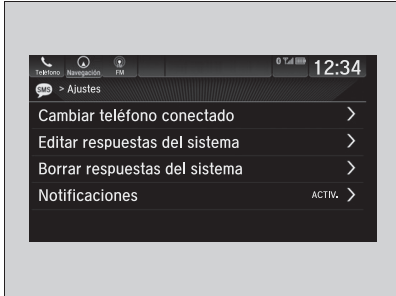 Teléfono Navegación FM 0 12:34
SMS > Ajustes
Cambiar teléfono conectado >
Editar respuestas del sistema >
Borrar respuestas del sistema >
Notificaciones ACTIV. >